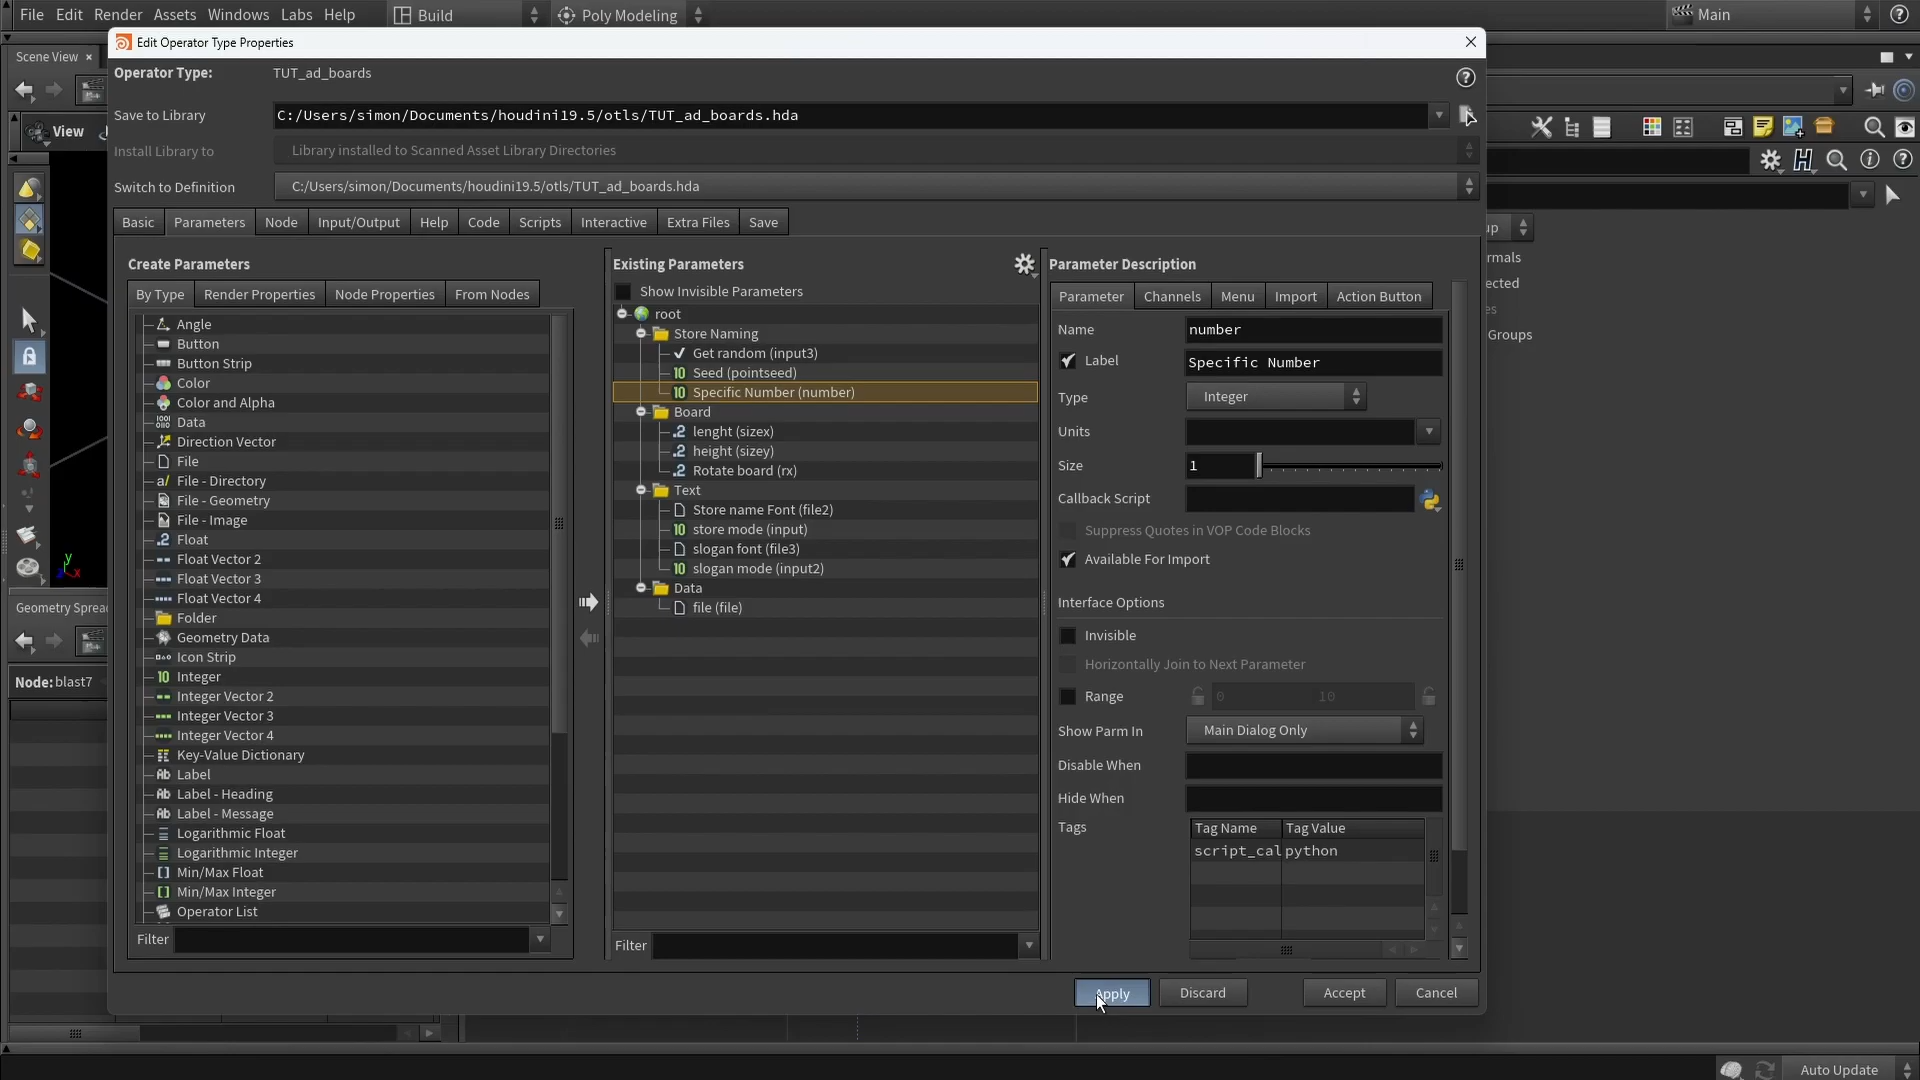 File Edit Render Assets Windows Labs Help Build Poly Modeling Main
Edit Operator Type Properties
Scene View
Operator Type: TUT_ad_boards
Save to Library C:/Users/simon/Documents/houdini19.5/otls/TUT_ad_boards.hda
View
Install Library to Library installed to Scanned Asset Library Directories
Switch to Definition C:/Users/simon/Documents/houdini19.5/otls/TUT_ad_boards.hda
Basic Parameters Node Input/Output Help Code Scripts Interactive Extra Files Save
up
rmals
ected
es
Groups
Create Parameters
By Type Render Properties Node Properties From Nodes
Angle
Button
Button Strip
Color
Color and Alpha
Data
Direction Vector
File
File - Directory
File - Geometry
File - Image
Float
Float Vector 2
Float Vector 3
Float Vector 4
Folder
Geometry Data
Icon Strip
Integer
Integer Vector 2
Integer Vector 3
Integer Vector 4
Key-Value Dictionary
Label
Label - Heading
Label - Message
Logarithmic Float
Logarithmic Integer
Min/Max Float
Min/Max Integer
Operator List
Filter
Existing Parameters
Show Invisible Parameters
root
Store Naming
Get random (input3)
Seed (pointseed)
Specific Number (number)
Board
lenght (sizex)
height (sizey)
Rotate board (rx)
Text
Store name Font (file2)
store mode (input)
slogan font (file3)
slogan mode (input2)
Data
file (file)
Filter
Parameter Description
Parameter Channels Menu Import Action Button
Name number
Label Specific Number
Type Integer
Units
Size 1
Callback Script
Suppress Quotes in VOP Code Blocks
Available For Import
Interface Options
Invisible
Horizontally Join to Next Parameter
Range 0 10
Show Parm In Main Dialog Only
Disable When
Hide When
Tags Tag Name Tag Value
script_cal python
Apply Discard Accept Cancel
y
x
z
Geometry Sprea
Node: blast7
Auto Update